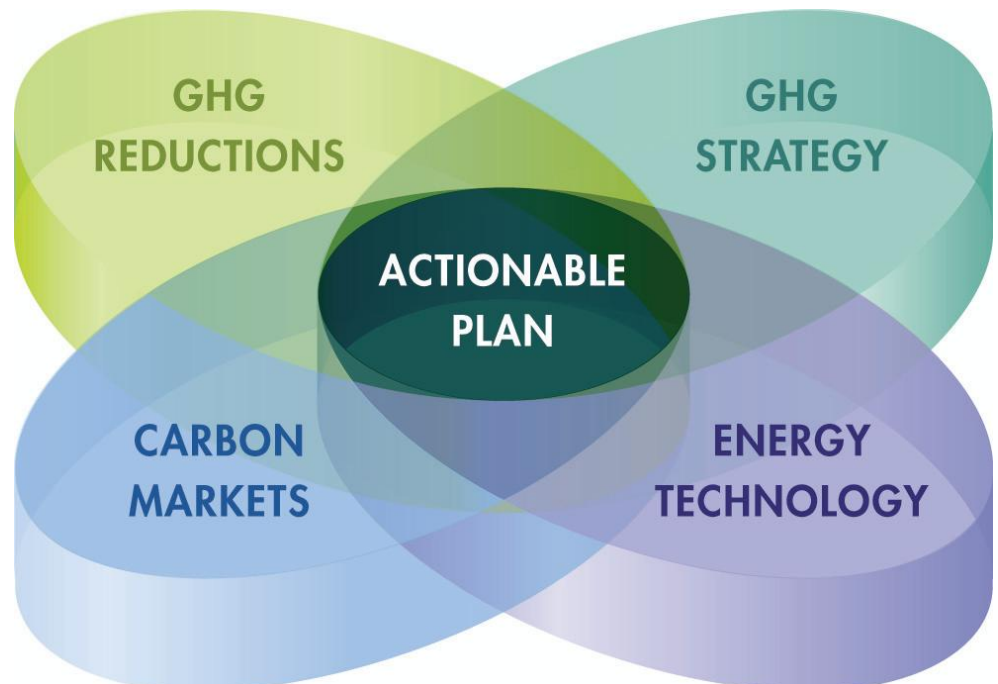 GHG
REDUCTIONS
GHG
STRATEGY
ACTIONABLE
PLAN
CARBON
MARKETS
ENERGY
TECHNOLOGY